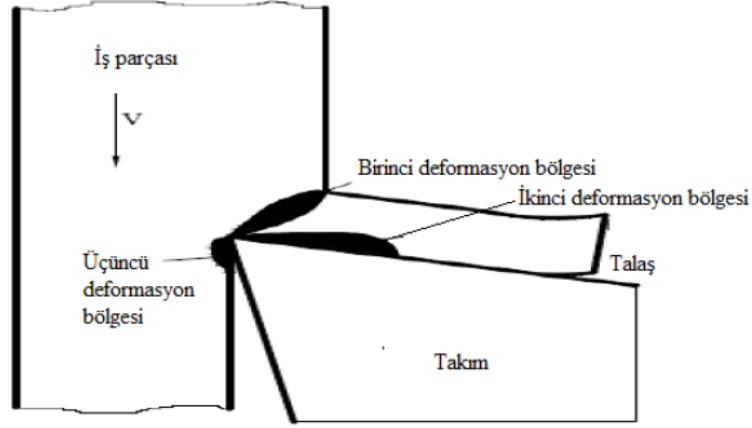 İş parçası
V
Birinci deformasyon bölgesi
İkinci deformasyon bölgesi
Üçüncü
deformasyon
bölgesi
Talaş
Takım